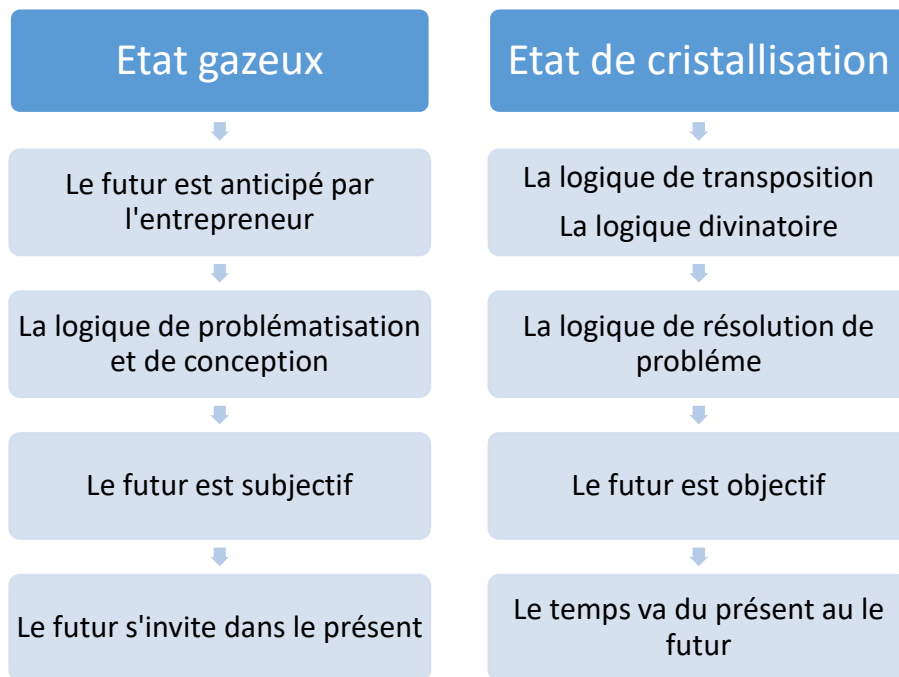 Etat gazeux
Le futur est anticipé par
l'entrepreneur
La logique de problématisation
et de conception
Le futur est subjectif
Le futur s'invite dans le présent
Etat de cristallisation
La logique de transposition
La logique divinatoire
La logique de résolution de
probléme
Le futur est objectif
Le temps va du présent au le
futur